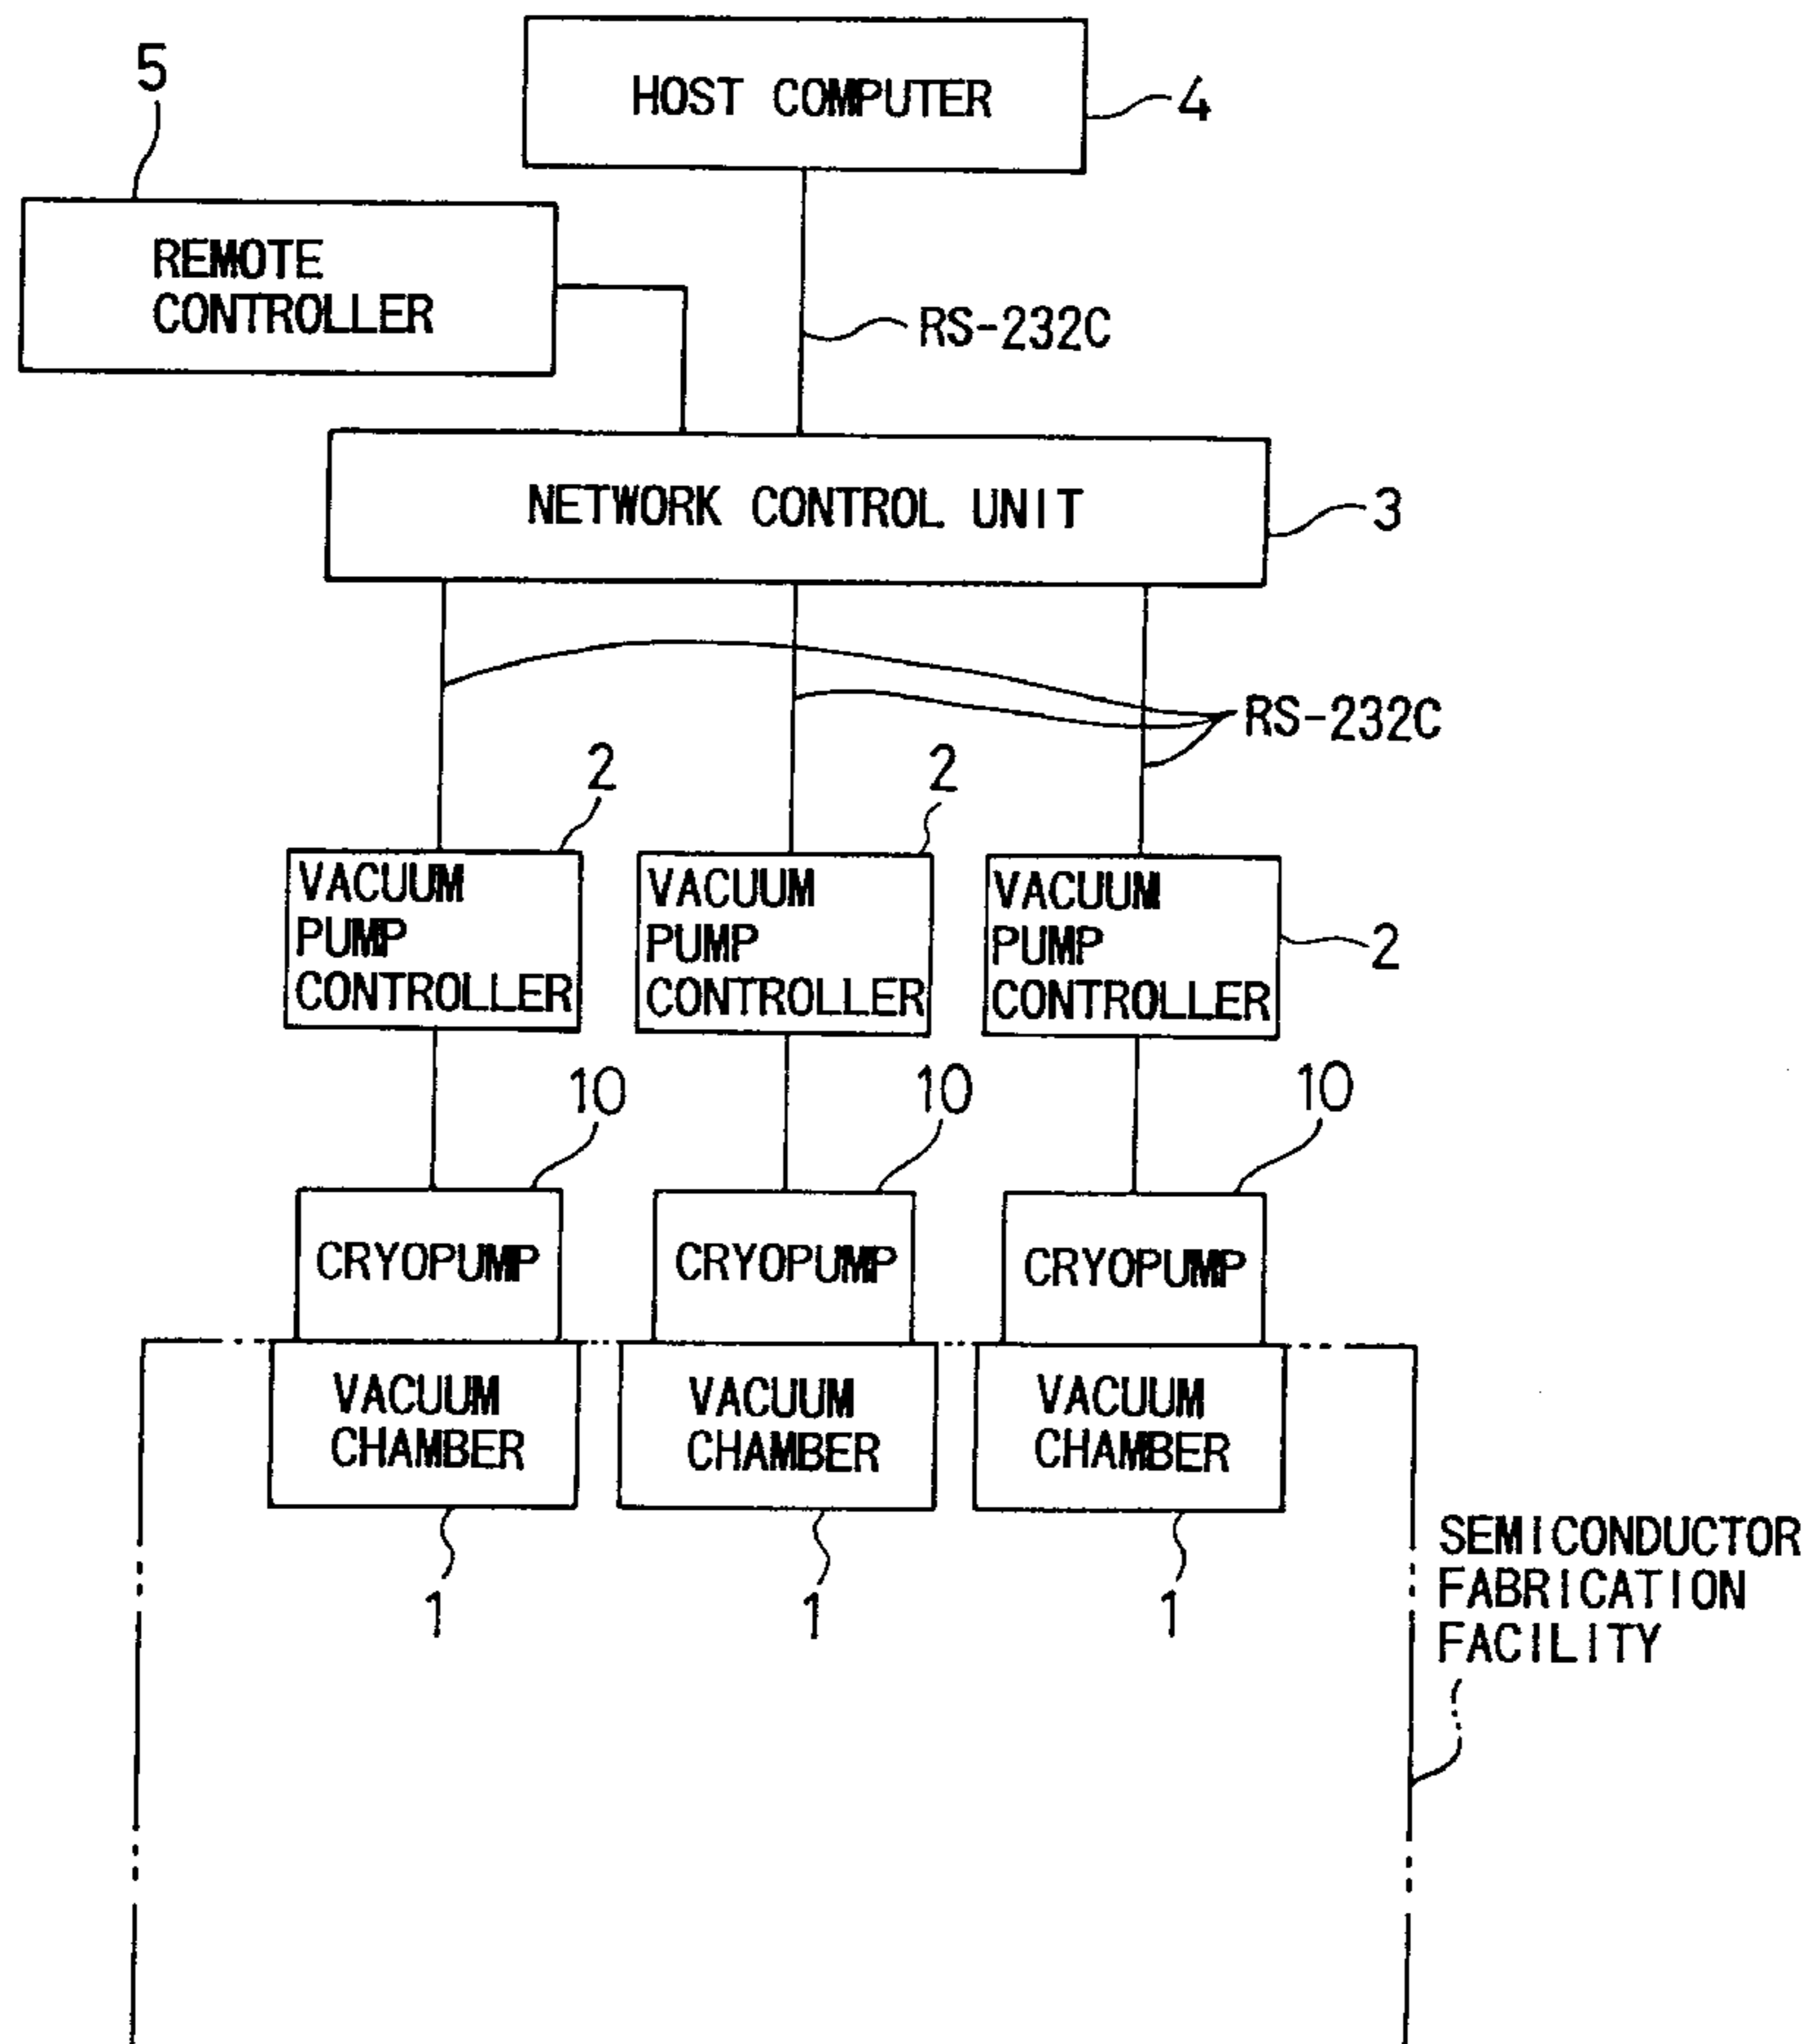 HOST COMPUTER
4
5
REMOTE
CONTROLLER
RS-232C
NETWORK CONTROL UNIT
3
RS-232C
2
2
VACUUM
PUMP
CONTROLLER
VACUUM
PUMP
CONTROLLER
VACUUM
PUMP
CONTROLLER
2
10
10
10
CRYOPUMP
CRYOPUMP
CRYOPUMP
VACUUM
CHAMBER
VACUUM
CHAMBER
VACUUM
CHAMBER
1
1
1
SEMICONDUCTOR
FABRICATION
FACILITY